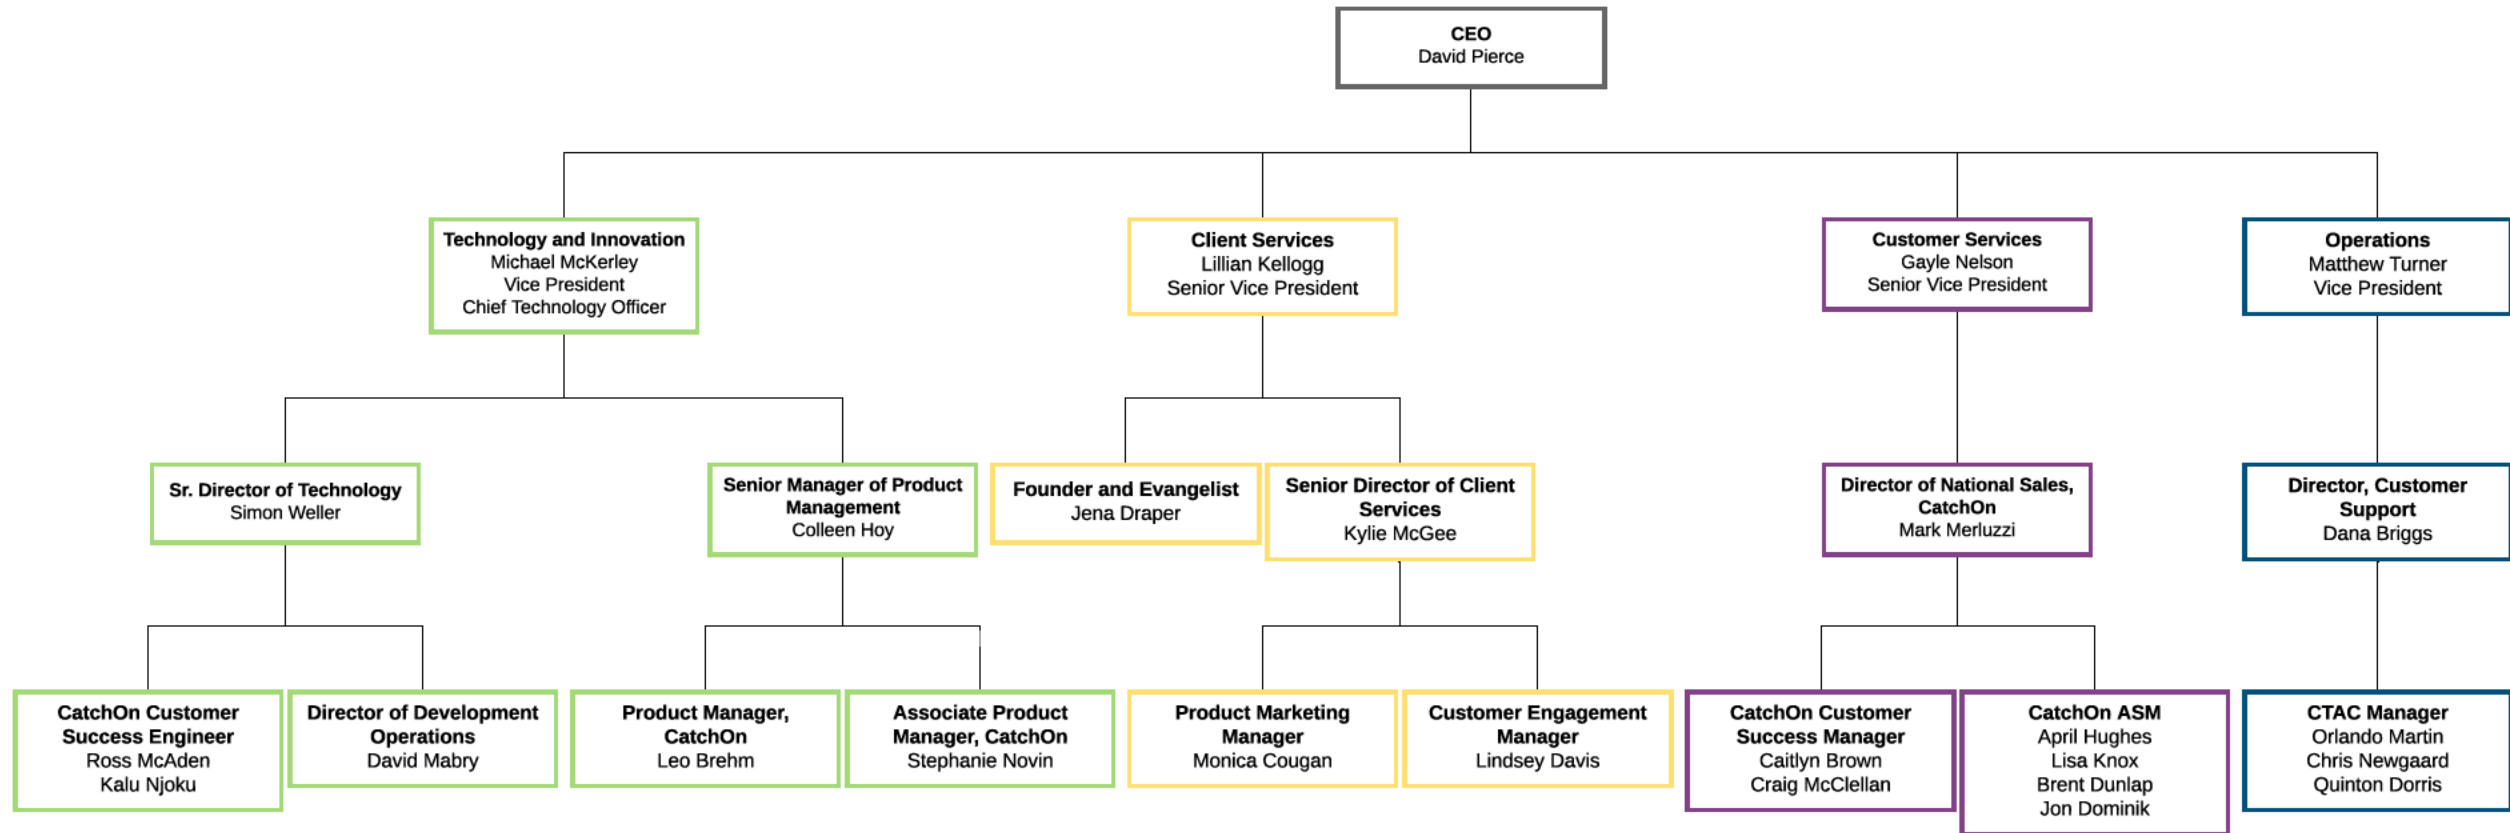 CEO
David Pierce
Technology and Innovation
Michael McKerley
Vice President
Chief Technology Officer
Client Services
Lillian Kellogg
Senior Vice President
Customer Services
Gayle Nelson
Senior Vice President
Operations
Matthew Turner
Vice President
Sr. Director of Technology
Simon Weller
Senior Manager of Product
Management
Colleen Hoy
Founder and Evangelist
Jena Draper
Senior Director of Client
Services
Kylie McGee
Director of National Sales,
CatchOn
Mark Merluzzi
Director, Customer
Support
Dana Briggs
CatchOn Customer
Success Engineer
Ross McAden
Kalu Njoku
Director of Development
Operations
David Mabry
Product Manager,
CatchOn
Leo Brehm
Associate Product
Manager, CatchOn
Stephanie Novin
Product Marketing
Manager
Monica Cougan
Customer Engagement
Manager
Lindsey Davis
CatchOn Customer
Success Manager
Caitlyn Brown
Craig McClellan
CatchOn ASM
April Hughes
Lisa Knox
Brent Dunlap
Jon Dominik
CTAC Manager
Orlando Martin
Chris Newgaard
Quinton Dorris